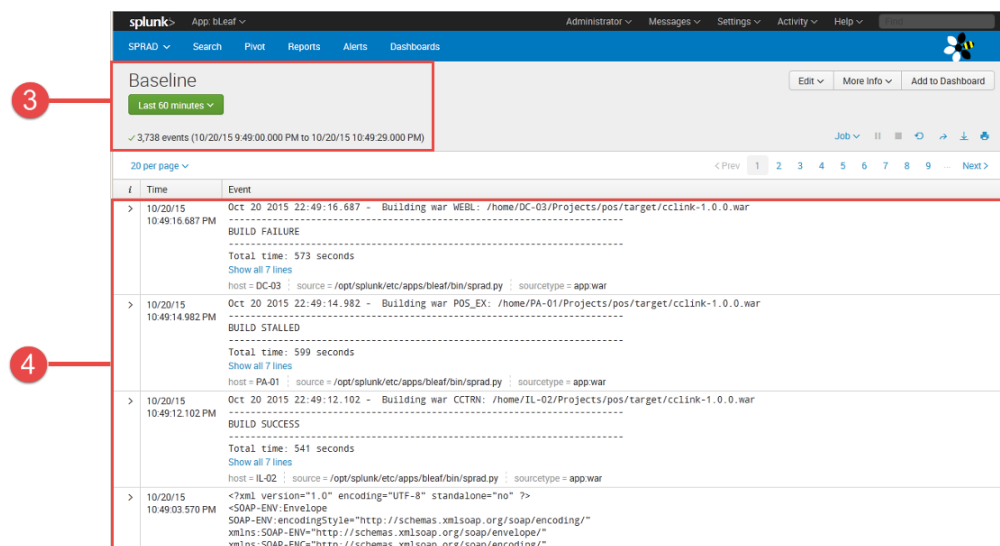 splunk> App: bLeaf Administrator Messages Settings Activity Help Find
SPRAD Search Pivot Reports Alerts Dashboards
Baseline
Edit More Info Add to Dashboard
3
Last 60 minutes
3,738 events (10/20/15 9:49:00.000 PM to 10/20/15 10:49:29.000 PM)
Job
20 per page < Prev 1 2 3 4 5 6 7 8 9 ... Next >
i Time Event
> 10/20/15 Oct 20 2015 22:49:16.687 - Building war WEBL: /home/DC-03/Projects/pos/target/cclink-1.0.0.war
10:49:16.687 PM ------------------------------------------------------------------------
BUILD FAILURE
------------------------------------------------------------------------
Total time: 573 seconds
Show all 7 lines
host = DC-03 source = /opt/splunk/etc/apps/bleaf/bin/sprad.py sourcetype = app:war
> 10/20/15 Oct 20 2015 22:49:14.982 - Building war POS_EX: /home/PA-01/Projects/pos/target/cclink-1.0.0.war
10:49:14.982 PM ------------------------------------------------------------------------
BUILD STALLED
------------------------------------------------------------------------
Total time: 599 seconds
4
Show all 7 lines
host = PA-01 source = /opt/splunk/etc/apps/bleaf/bin/sprad.py sourcetype = app:war
> 10/20/15 Oct 20 2015 22:49:12.102 - Building war CCTRN: /home/IL-02/Projects/pos/target/cclink-1.0.0.war
10:49:12.102 PM ------------------------------------------------------------------------
BUILD SUCCESS
------------------------------------------------------------------------
Total time: 541 seconds
Show all 7 lines
host = IL-02 source = /opt/splunk/etc/apps/bleaf/bin/sprad.py sourcetype = app:war
> 10/20/15 <?xml version="1.0" encoding="UTF-8" standalone="no" ?>
10:49:03.570 PM <SOAP-ENV:Envelope
SOAP-ENV:encodingStyle="http://schemas.xmlsoap.org/soap/encoding/"
xmlns:SOAP-ENV="http://schemas.xmlsoap.org/soap/envelope/"
xmlns:SOAP-ENC="http://schemas.xmlsoap.org/soap/encoding/"